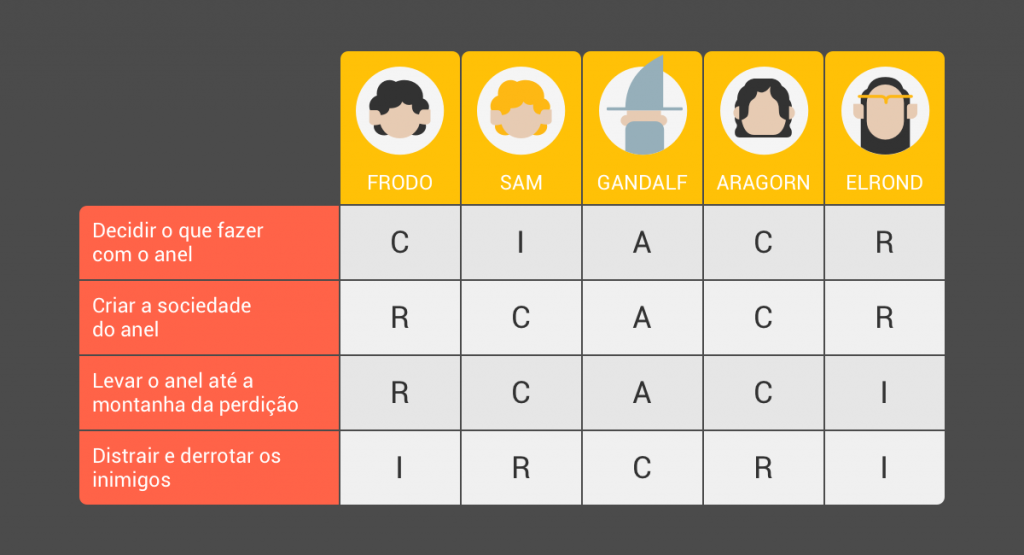 FRODO SAM GANDALF ARAGORN ELROND
Decidir o que fazer
com o anel
C I A C R
Criar a sociedade
do anel
R C A C R
Levar o anel até a
montanha da perdição
R C A C I
Distrair e derrotar os
inimigos
I R C R I